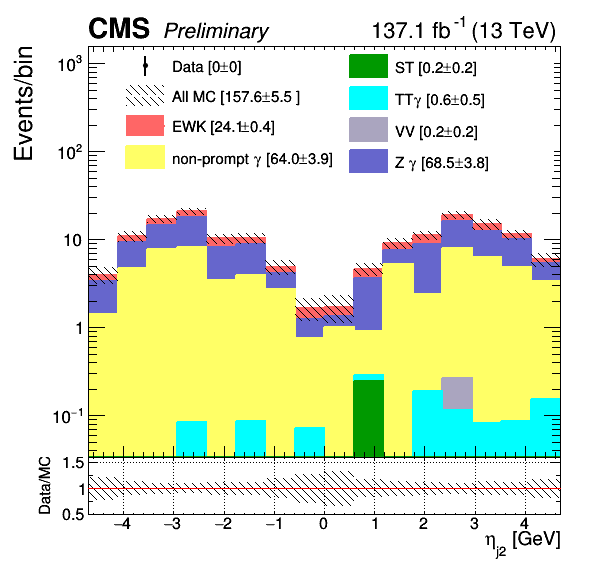 CMS Preliminary 137.1 fb⁻¹ (13 TeV)
Events/bin
10³
10²
10
1
10⁻¹
Data [0±0]
All MC [157.6±5.5 ]
EWK [24.1±0.4]
non-prompt γ [64.0±3.9]
ST [0.2±0.2]
TTγ [0.6±0.5]
VV [0.2±0.2]
Z γ [68.5±3.8]
Data/MC
1.5
1
0.5
−4 −3 −2 −1 0 1 2 3 4
η_j2 [GeV]